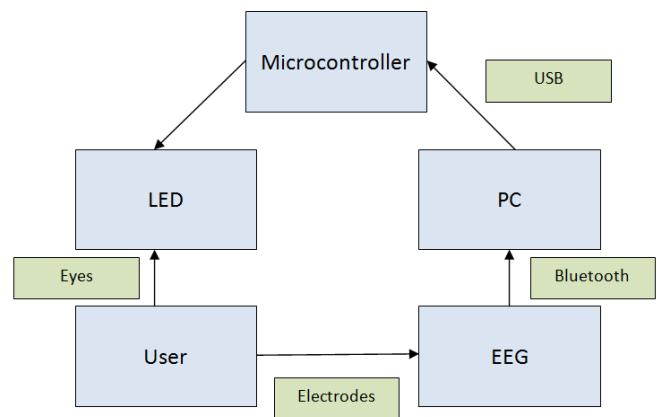 Microcontroller
USB
LED
PC
Eyes
Bluetooth
User
EEG
Electrodes